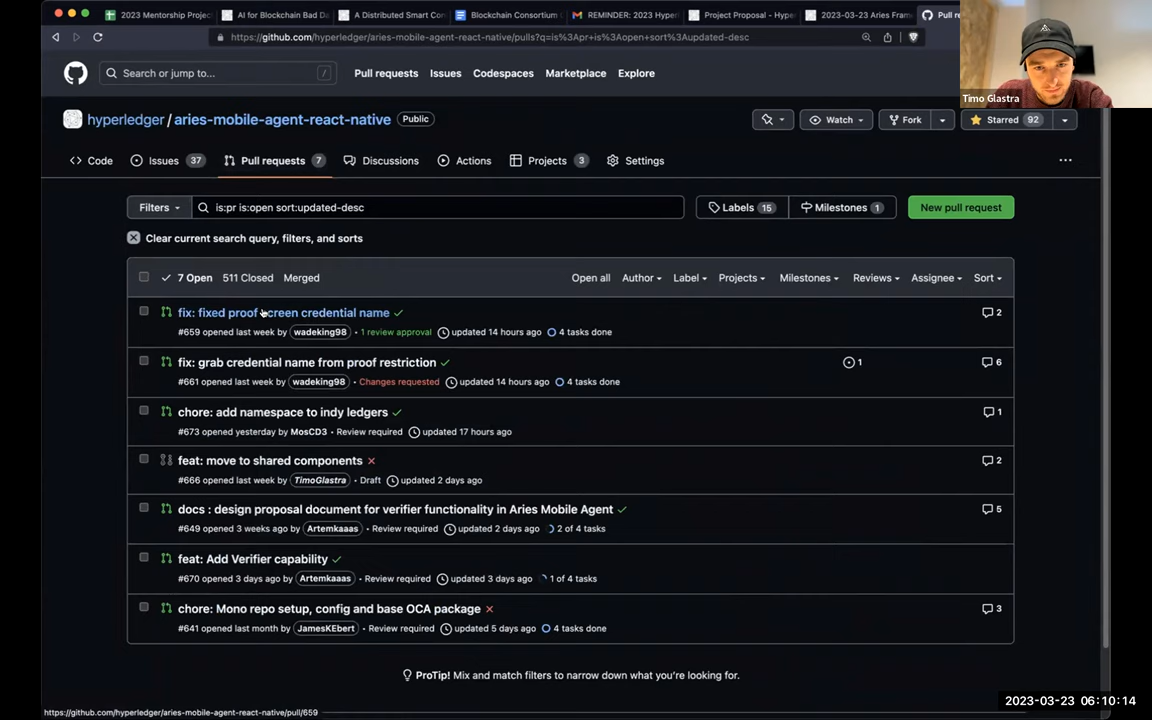 2023 Mentorship Projec
AI for Blockchain Bad Da
A Distributed Smart Con
Blockchain Consortium
REMINDER: 2023 Hyper
Project Proposal - Hype
2023-03-23 Aries Fram
Pull re
https://github.com/hyperledger/aries-mobile-agent-react-native/pulls?q=is%3Apr+is%3Aopen+sort%3Aupdated-desc
Search or jump to... /
Pull requests Issues Codespaces Marketplace Explore
Timo Glastra
hyperledger / aries-mobile-agent-react-native Public
Watch Fork Starred 92
Code Issues 37 Pull requests 7 Discussions Actions Projects 3 Settings
Filters is:pr is:open sort:updated-desc Labels 15 Milestones 1 New pull request
Clear current search query, filters, and sorts
7 Open 511 Closed Merged Open all Author Label Projects Milestones Reviews Assignee Sort
fix: fixed proof screen credential name 2
#659 opened last week by wadeking98 • 1 review approval updated 14 hours ago 4 tasks done
fix: grab credential name from proof restriction 1 6
#661 opened last week by wadeking98 • Changes requested updated 14 hours ago 4 tasks done
chore: add namespace to indy ledgers 1
#673 opened yesterday by MosCD3 • Review required updated 17 hours ago
feat: move to shared components 2
#666 opened last week by TimoGlastra • Draft updated 2 days ago
docs : design proposal document for verifier functionality in Aries Mobile Agent 5
#649 opened 3 weeks ago by Artemkaaas • Review required updated 2 days ago 2 of 4 tasks
feat: Add Verifier capability
#670 opened 3 days ago by Artemkaaas • Review required updated 3 days ago 1 of 4 tasks
chore: Mono repo setup, config and base OCA package 3
#641 opened last month by JamesKEbert • Review required updated 5 days ago 4 tasks done
ProTip! Mix and match filters to narrow down what you're looking for.
2023-03-23 06:10:14
https://github.com/hyperledger/aries-mobile-agent-react-native/pull/659